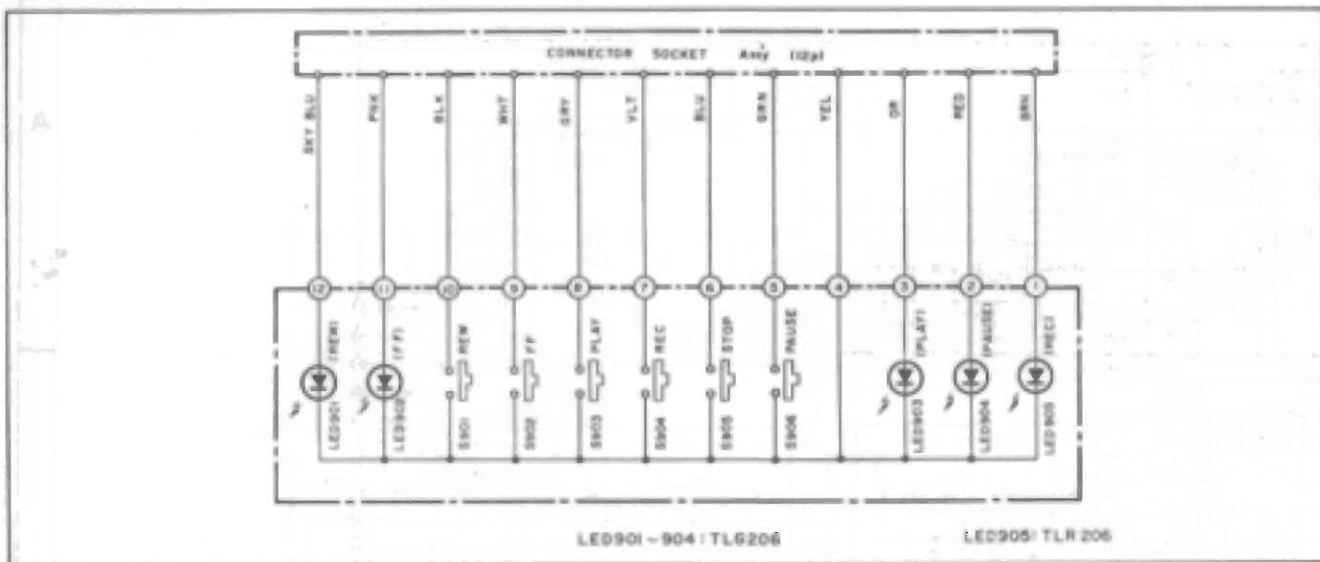 CONNECTOR SOCKET Ass'y (12p)
SKY BLU
PNK
BLK
WHT
GRY
VLT
BLU
GRN
YEL
OR
RED
BRN
12
11
10
9
8
7
6
5
4
3
2
1
(REW)
(FF)
REW
FF
PLAY
REC
STOP
PAUSE
(PLAY)
(PAUSE)
(REC)
LED901
LED902
S901
S902
S903
S904
S905
S906
LED903
LED904
LED905
LED901~904: TLG206
LED905: TLR206
A